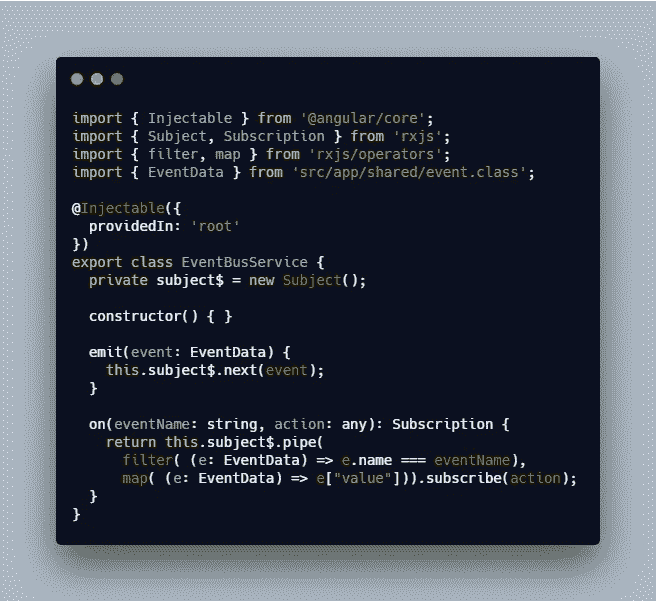 import { Injectable } from '@angular/core';
import { Subject, Subscription } from 'rxjs';
import { filter, map } from 'rxjs/operators';
import { EventData } from 'src/app/shared/event.class';

@Injectable({
  providedIn: 'root'
})
export class EventBusService {
  private subject$ = new Subject();

  constructor() { }

  emit(event: EventData) {
    this.subject$.next(event);
  }

  on(eventName: string, action: any): Subscription {
    return this.subject$.pipe(
      filter( (e: EventData) => e.name === eventName),
      map( (e: EventData) => e["value"])).subscribe(action);
  }
}